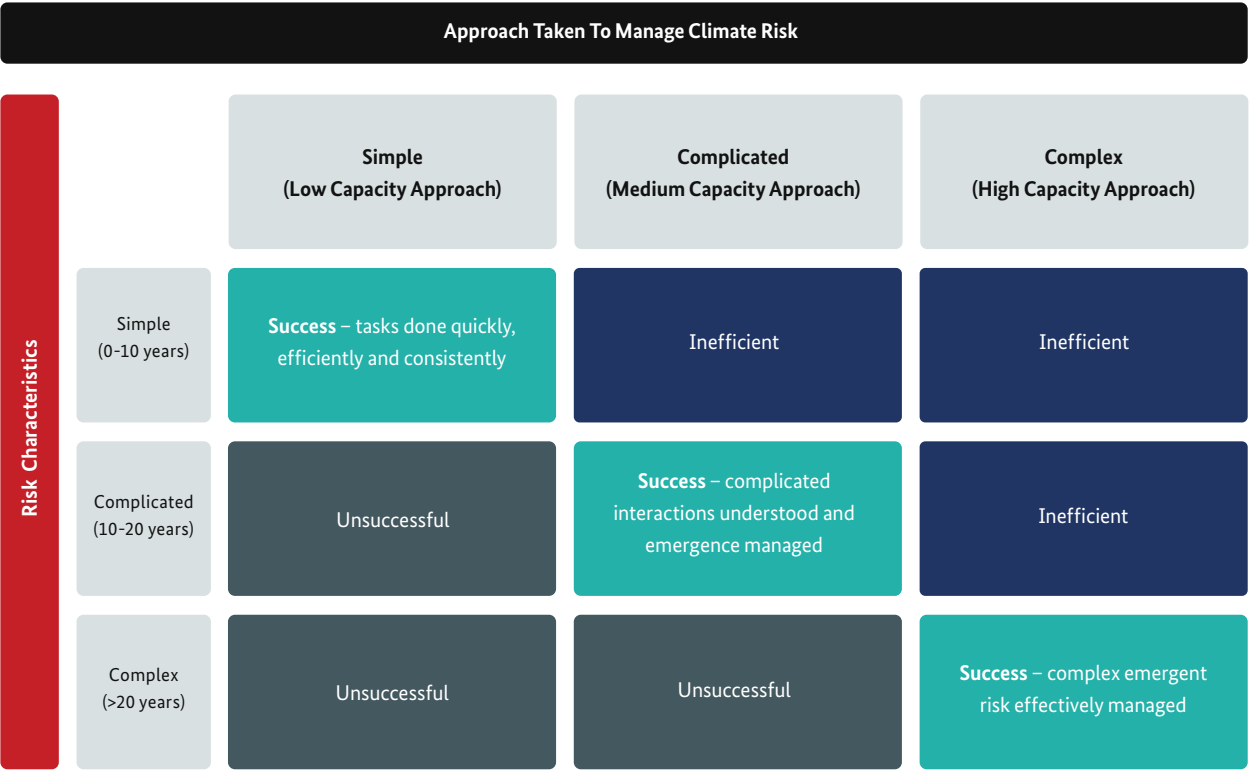 Approach Taken To Manage Climate Risk
Risk Characteristics
Simple
(Low Capacity Approach)
Complicated
(Medium Capacity Approach)
Complex
(High Capacity Approach)
Simple
(0-10 years)
Success – tasks done quickly,
efficiently and consistently
Inefficient
Inefficient
Complicated
(10-20 years)
Unsuccessful
Success – complicated
interactions understood and
emergence managed
Inefficient
Complex
(>20 years)
Unsuccessful
Unsuccessful
Success – complex emergent
risk effectively managed